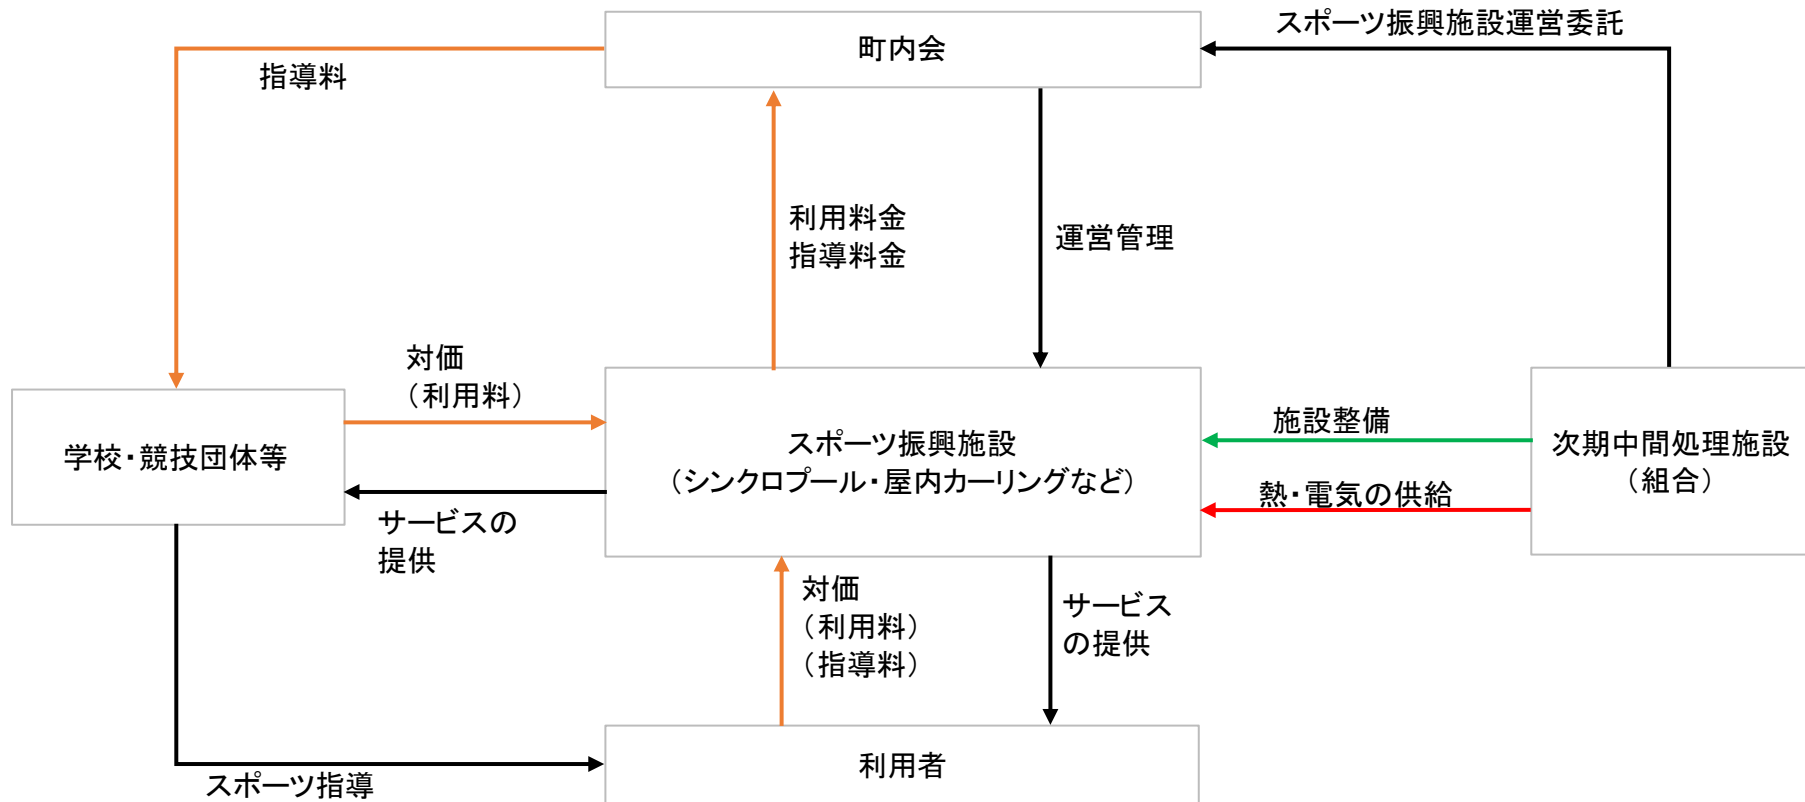 スポーツ振興施設運営委託
町内会
指導料
利用料金
指導料金
運営管理
対価
（利用料）
学校・競技団体等
スポーツ振興施設
（シンクロプール・屋内カーリングなど）
施設整備
次期中間処理施設
（組合）
熱・電気の供給
サービスの
提供
対価
（利用料）
（指導料）
サービス
の提供
利用者
スポーツ指導